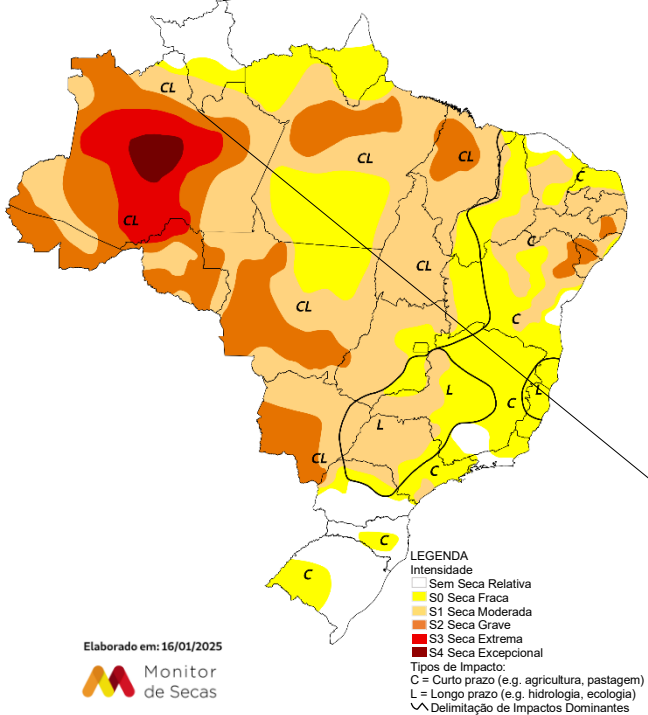 CL
CL
CL
C
CL
C
CL
CL
C
L
L
C
L
CL
C
C
C
LEGENDA
Intensidade
Sem Seca Relativa
S0 Seca Fraca
S1 Seca Moderada
S2 Seca Grave
S3 Seca Extrema
S4 Seca Excepcional
Tipos de Impacto:
C = Curto prazo (e.g. agricultura, pastagem)
L = Longo prazo (e.g. hidrologia, ecologia)
Delimitação de Impactos Dominantes
Elaborado em: 16/01/2025
Monitor
de Secas